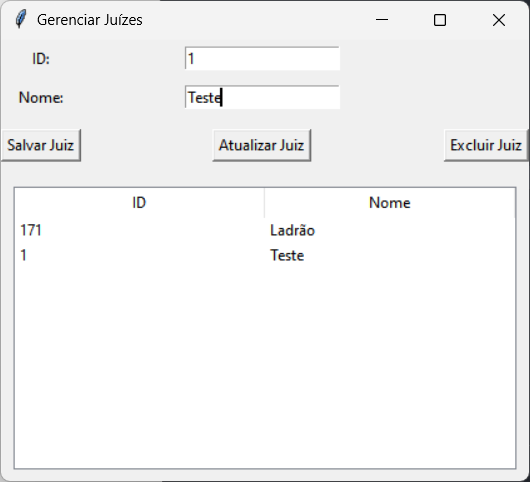 Gerenciar Juízes
ID: 1
Nome: Teste
Salvar Juiz Atualizar Juiz Excluir Juiz
ID Nome
171 Ladrão
1 Teste